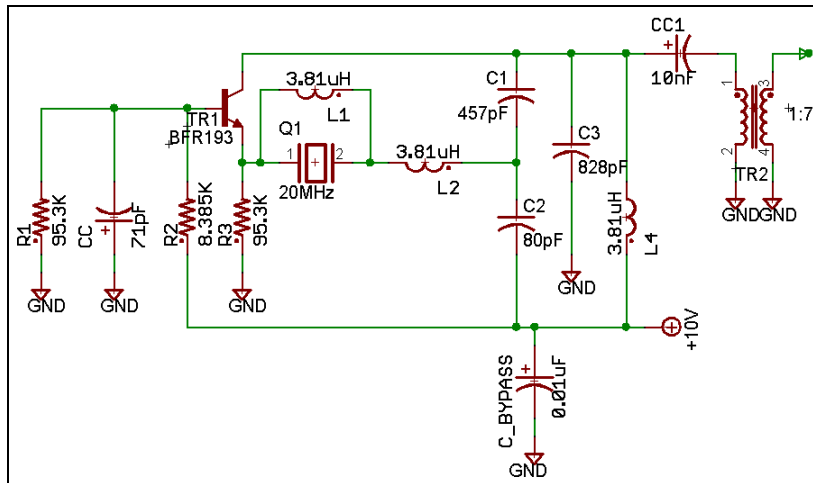 CC1
10nF
3.81uH
L1
TR1
BFR193
Q1
1 2
20MHz
3.81uH
L2
C1
457pF
C3
828pF
C2
80pF
3.81uH
L4
1 3
2 4
1:7
TR2
GND GND
R1
95.3K
CC
71pF
R2
8.385K
R3
95.3K
GND
GND
GND
GND
+10V
C_BYPASS
0.01uF
GND